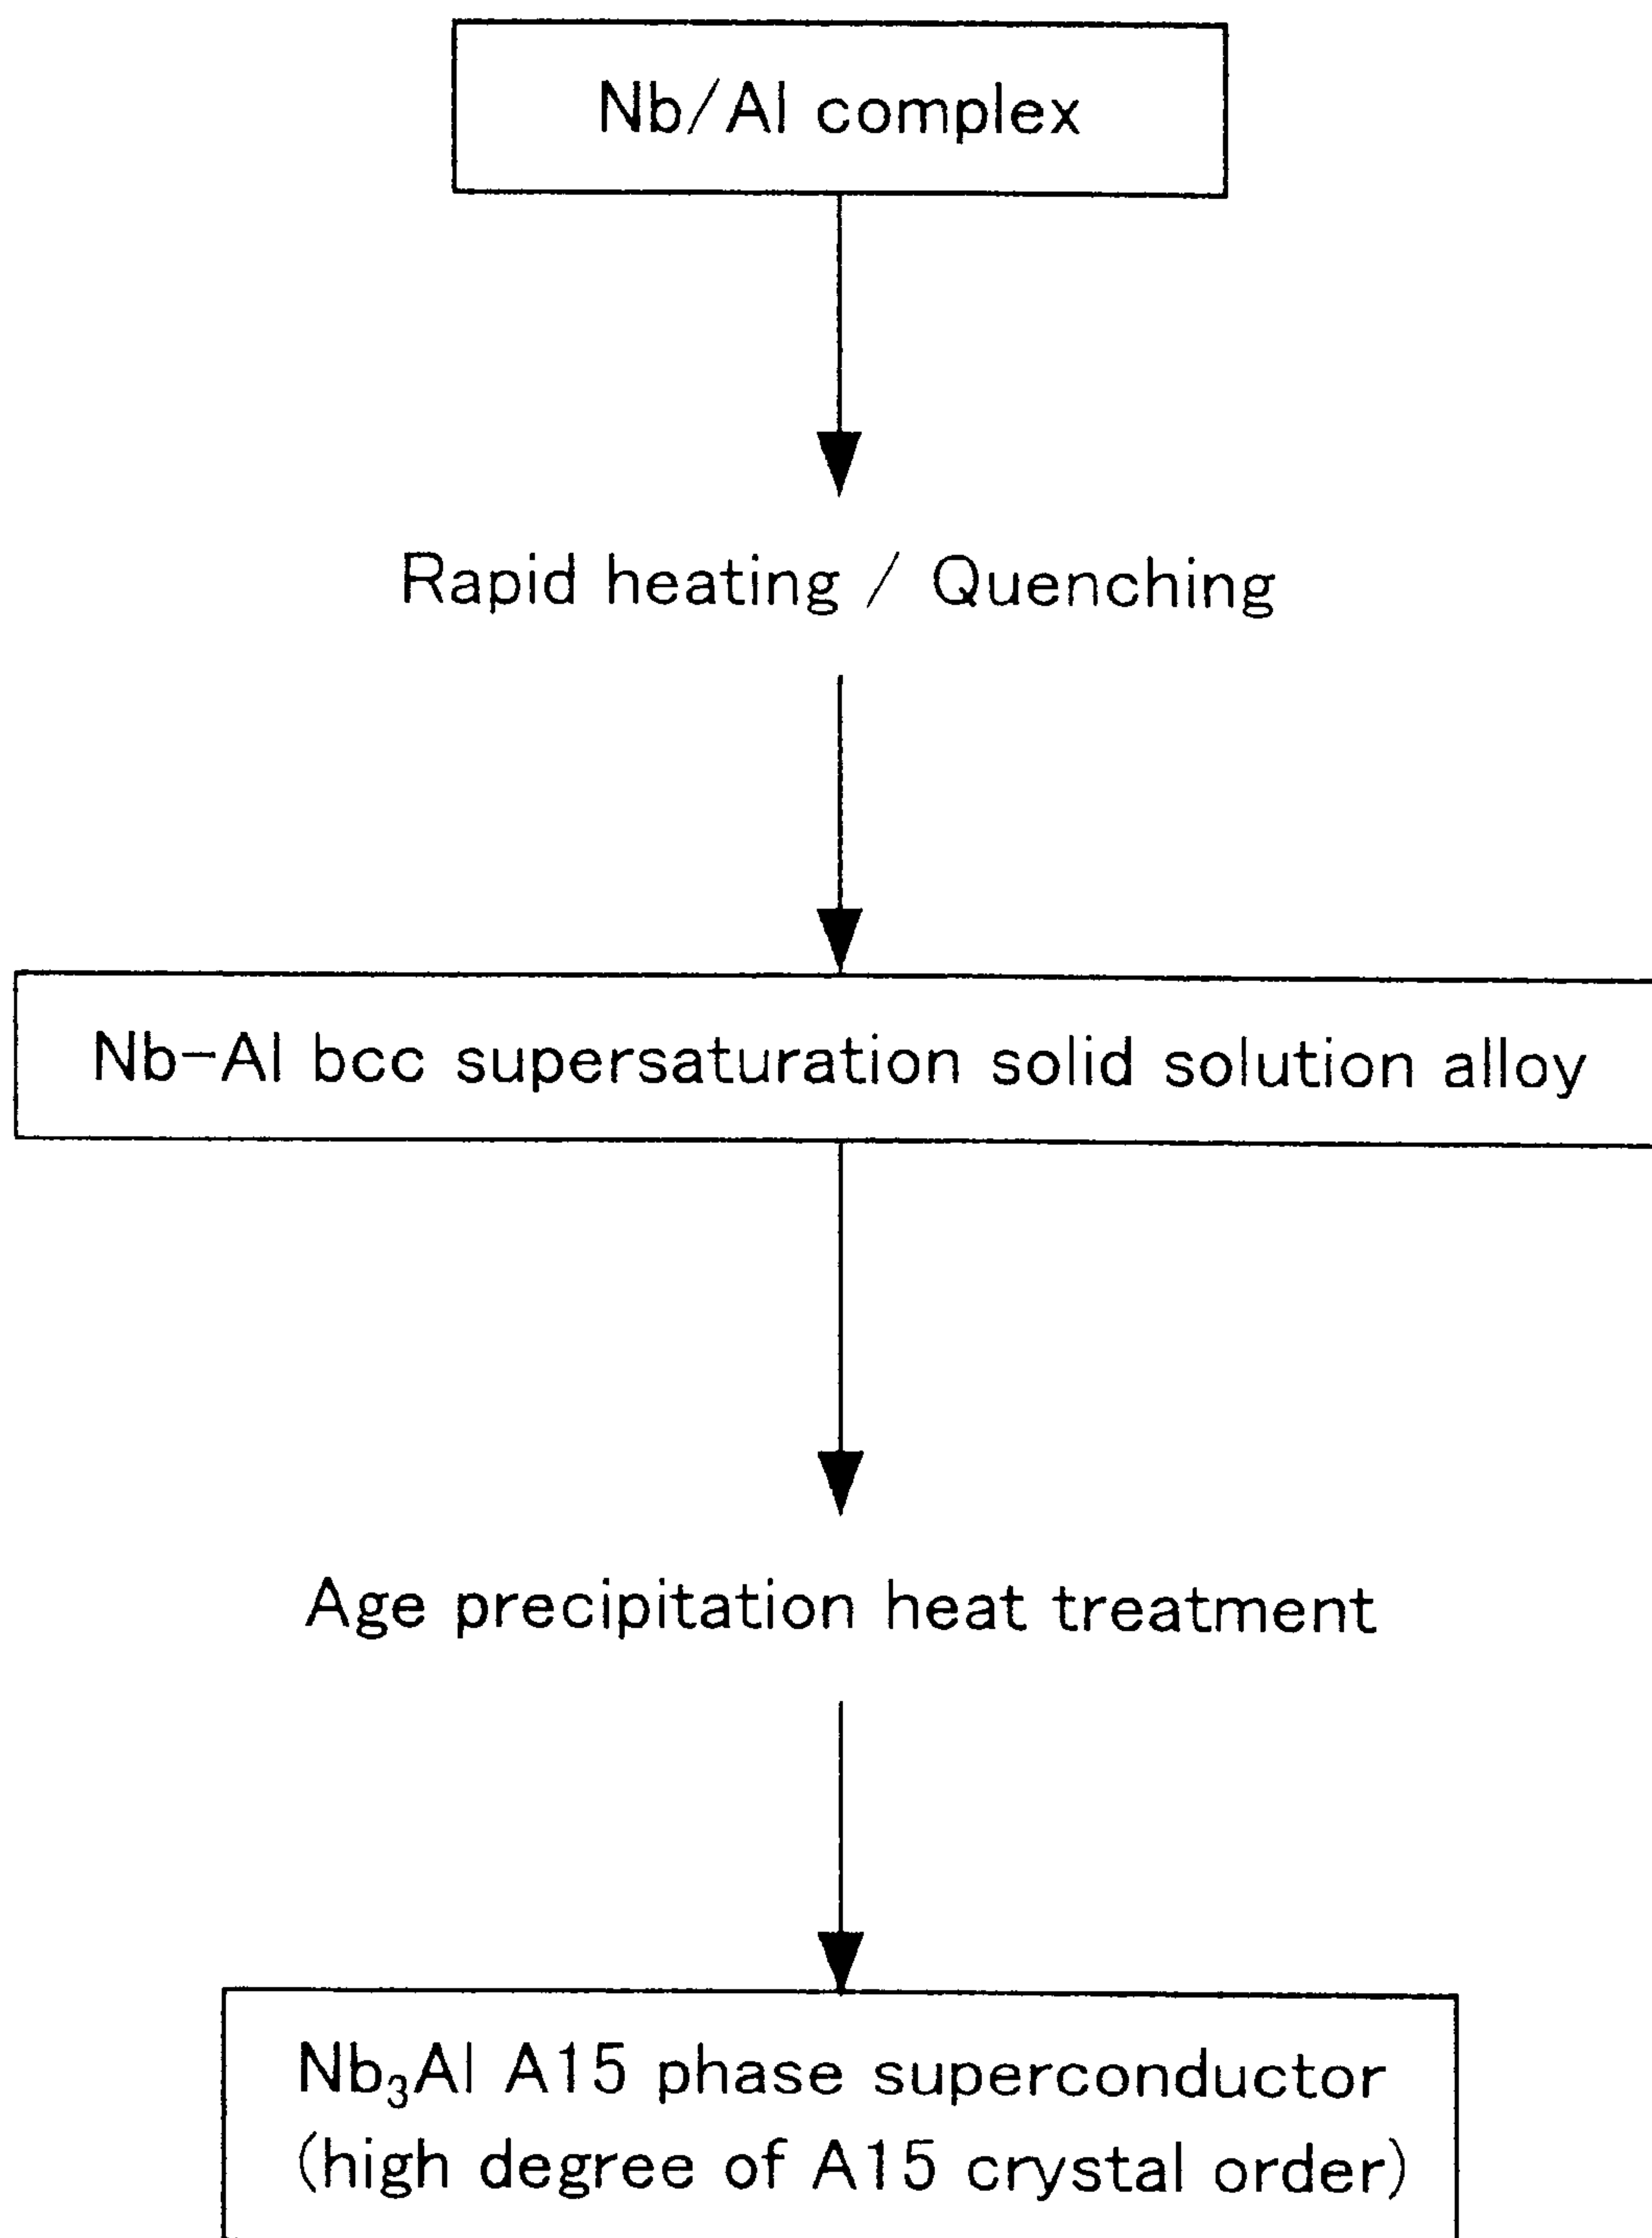 Nb/Al complex
Rapid heating / Quenching
Nb-Al bcc supersaturation solid solution alloy
Age precipitation heat treatment
Nb₃Al A15 phase superconductor
(high degree of A15 crystal order)